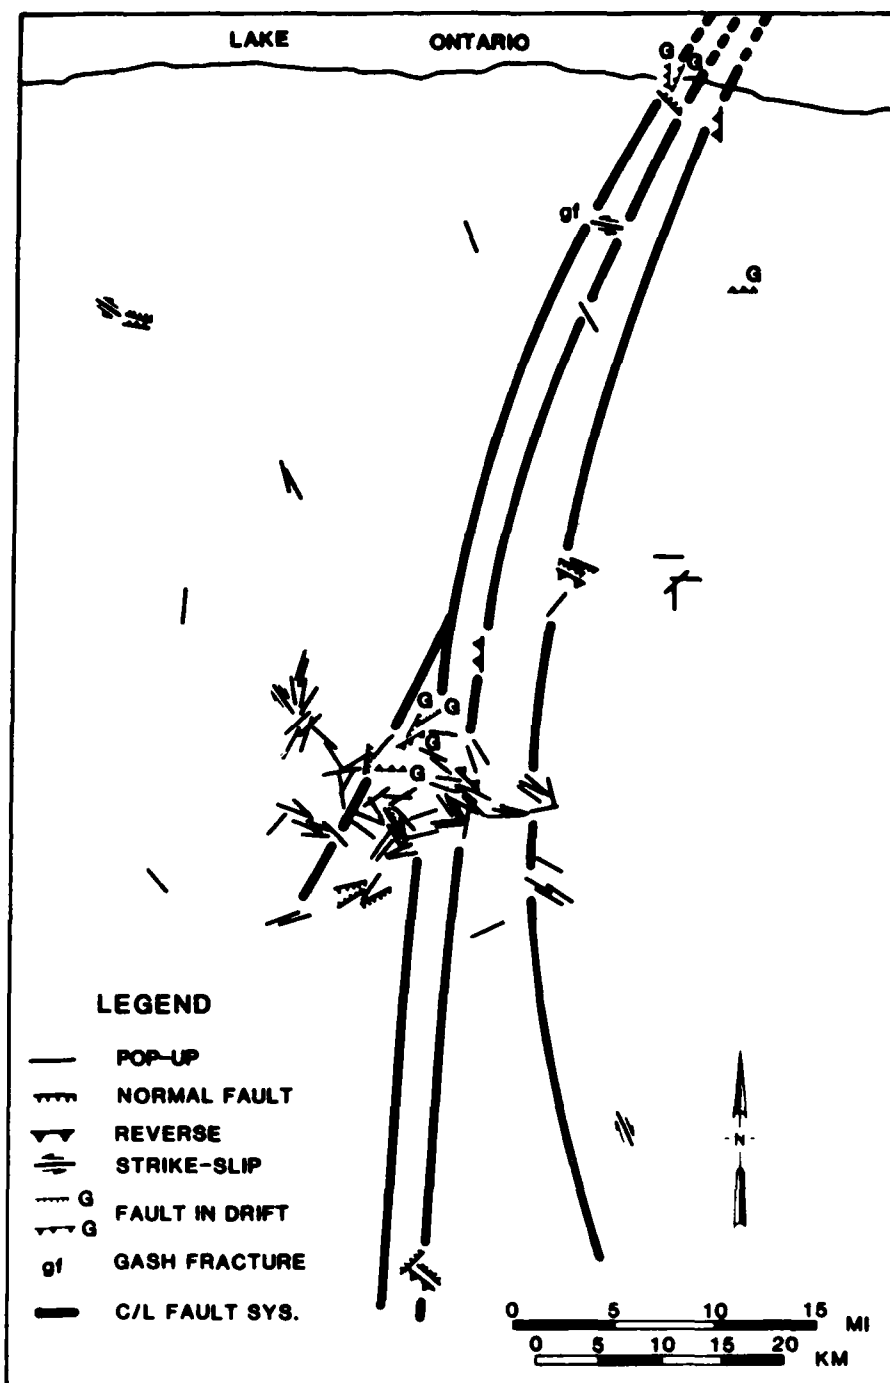 LAKE ONTARIO
G
G
gf
G
G
G
G
G
LEGEND
POP-UP
NORMAL FAULT
REVERSE
STRIKE-SLIP
G
FAULT IN DRIFT
G
gf GASH FRACTURE
C/L FAULT SYS.
-N-
0 5 10 15 MI
0 5 10 15 20 KM